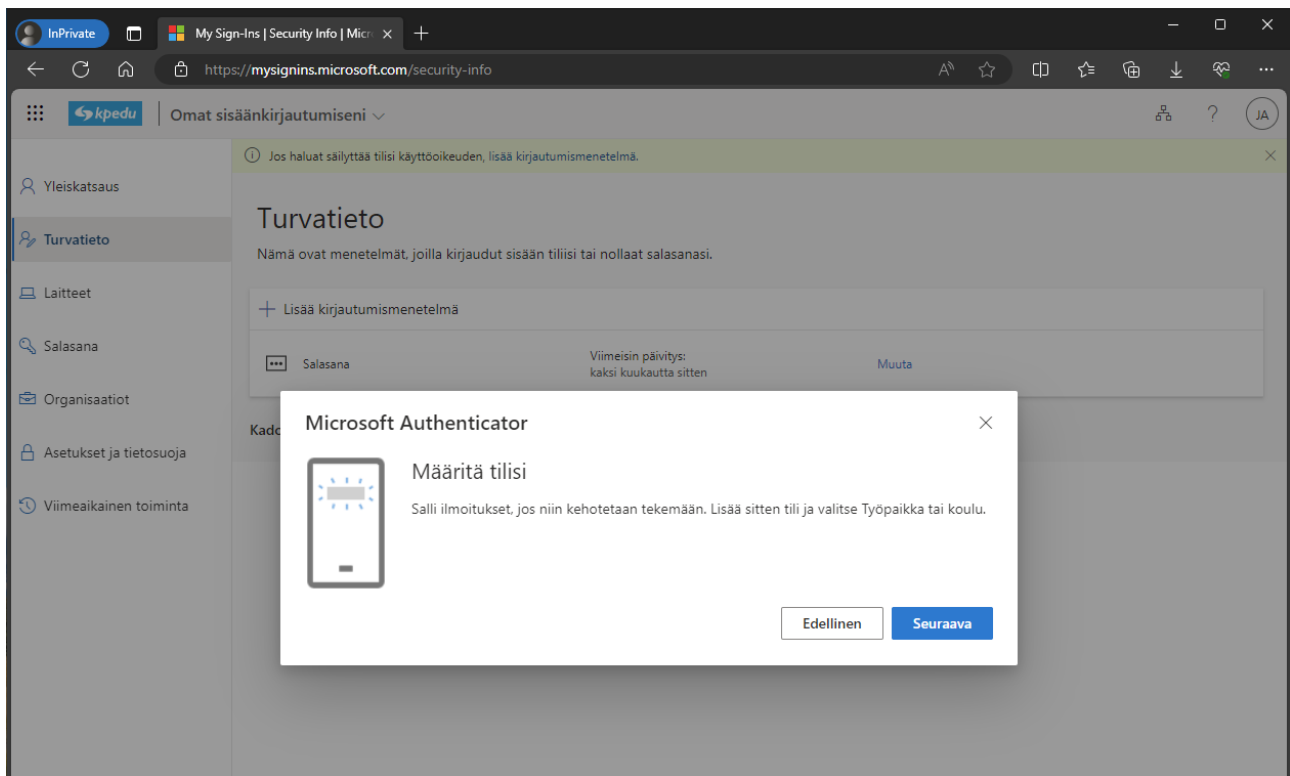 InPrivate
My Sign-Ins | Security Info | Micr
https://mysignins.microsoft.com/security-info
kpedu
Omat sisäänkirjautumiseni
JA
Jos haluat säilyttää tilisi käyttöoikeuden, lisää kirjautumismenetelmä.
Yleiskatsaus
Turvatieto
Laitteet
Salasana
Organisaatiot
Asetukset ja tietosuoja
Viimeaikainen toiminta
Turvatieto
Nämä ovat menetelmät, joilla kirjaudut sisään tiliisi tai nollaat salasanasi.
Lisää kirjautumismenetelmä
Salasana
Viimeisin päivitys:
kaksi kuukautta sitten
Muuta
Kado
Microsoft Authenticator
Määritä tilisi
Salli ilmoitukset, jos niin kehotetaan tekemään. Lisää sitten tili ja valitse Työpaikka tai koulu.
Edellinen
Seuraava